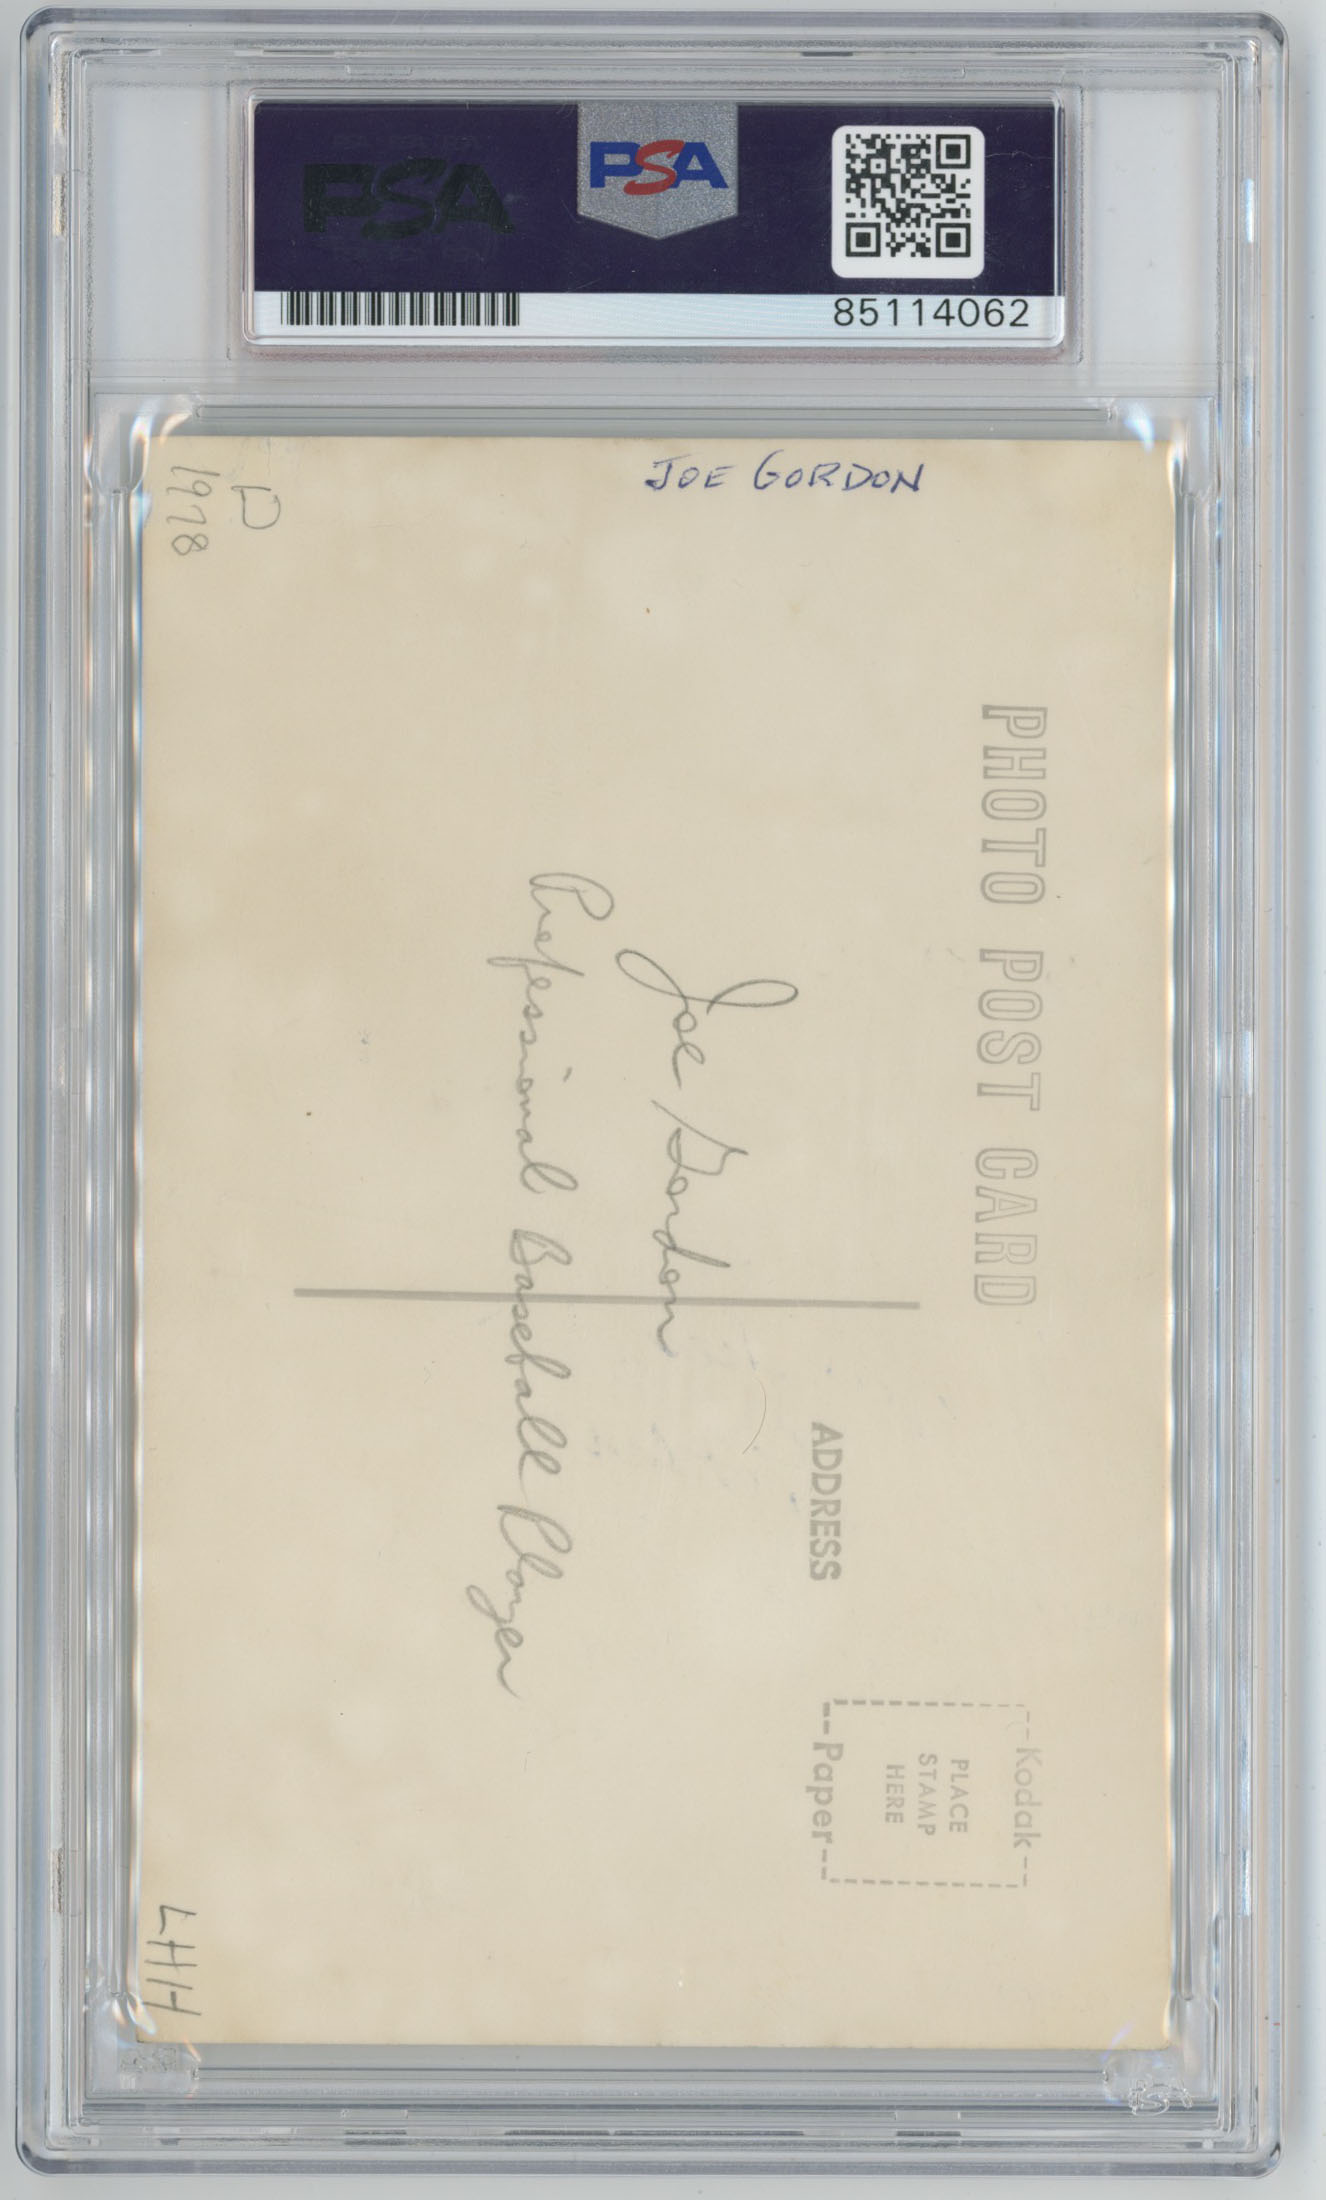 PSA
PSA
85114062
JOE GORDON
D
1978
PHOTO POST CARD
ADDRESS
--Kodak--
PLACE
STAMP
HERE
--Paper--
Joe Gordon
Professional Baseball Player
LHH